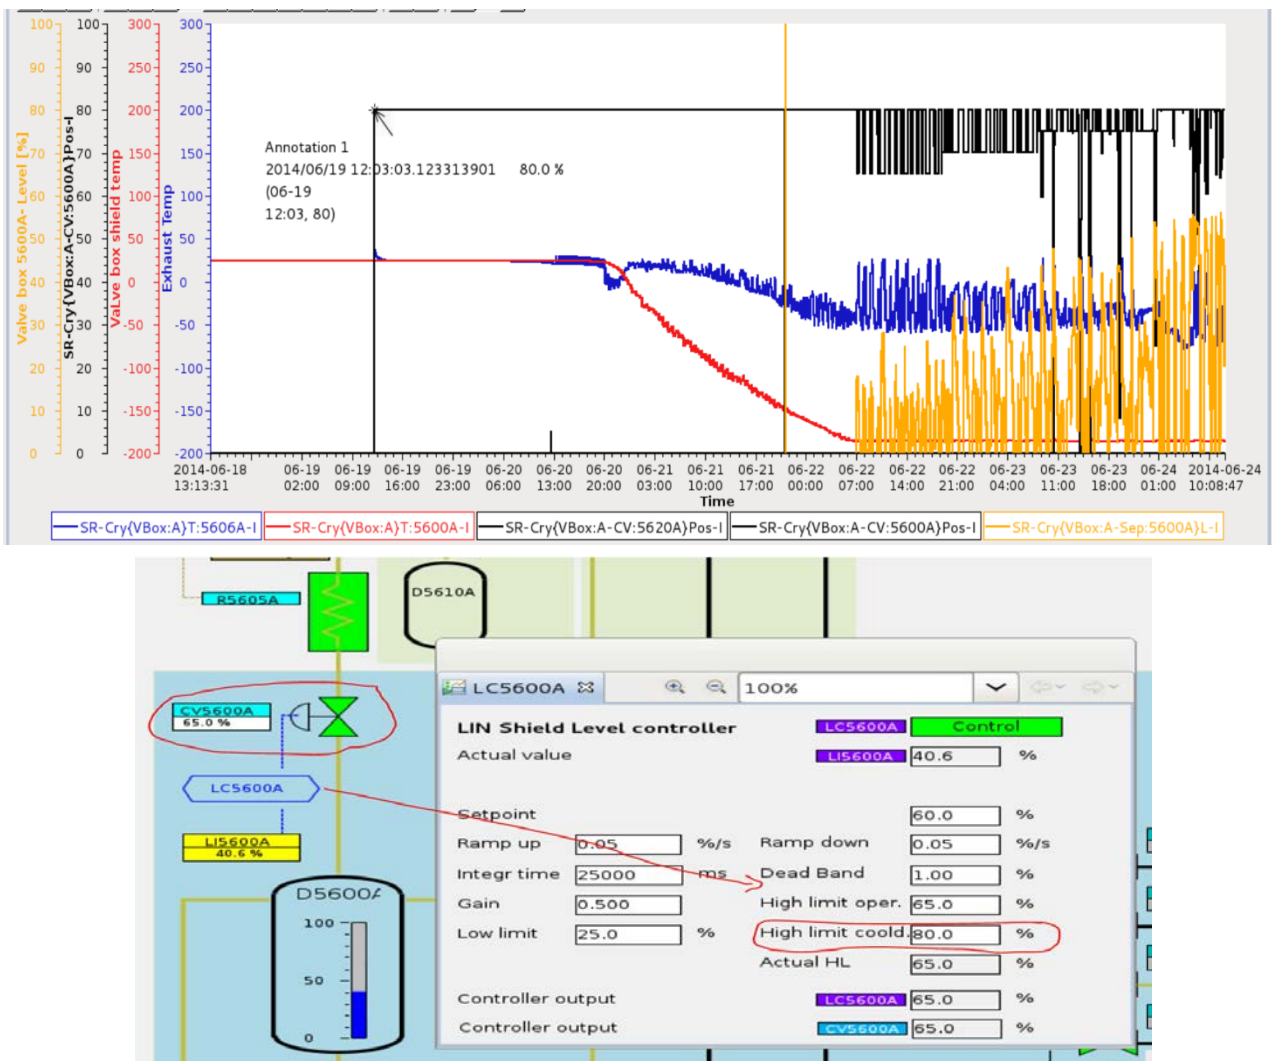 100 100 300 300
90 90 250 250
80 80 200 200
70 70 150 150
60 60 100 100
50 50 50 50
40 40 0 0
30 30 -50 -50
20 20 -100 -100
10 10 -150 -150
0 0 -200 -200
Valve box 5600A- Level [%]
SR-Cry{VBox:A-CV:5600A}Pos-I
VaLve box shield temp
Exhaust Temp
Annotation 1
2014/06/19 12:03:03.123313901 80.0 %
(06-19
12:03, 80)
2014-06-18 06-19 06-19 06-19 06-19 06-20 06-20 06-20 06-21 06-21 06-21 06-22 06-22 06-22 06-22 06-23 06-23 06-23 06-24 2014-06-24
13:13:31 02:00 09:00 16:00 23:00 06:00 13:00 20:00 03:00 10:00 17:00 00:00 07:00 14:00 21:00 04:00 11:00 18:00 01:00 10:08:47
Time
SR-Cry{VBox:A}T:5606A-I SR-Cry{VBox:A}T:5600A-I SR-Cry{VBox:A-CV:5620A}Pos-I SR-Cry{VBox:A-CV:5600A}Pos-I SR-Cry{VBox:A-Sep:5600A}L-I
R5605A
D5610A
CV5600A
65.0 %
LC5600A
LI5600A
40.6 %
D5600A
100
50
0
LC5600A 100%
LIN Shield Level controller LC5600A Control
Actual value LI5600A 40.6 %
Setpoint 60.0 %
Ramp up 0.05 %/s Ramp down 0.05 %/s
Integr time 25000 ms Dead Band 1.00 %
Gain 0.500 High limit oper. 65.0 %
Low limit 25.0 % High limit coold. 80.0 %
Actual HL 65.0 %
Controller output LC5600A 65.0 %
Controller output CV5600A 65.0 %